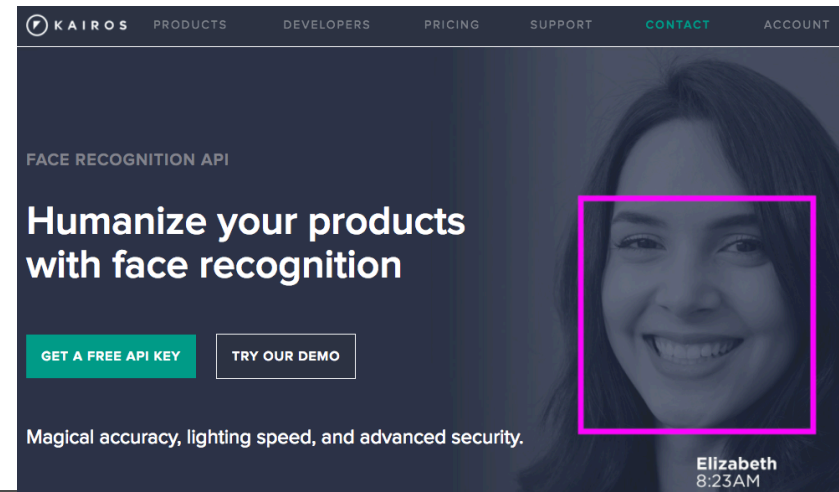 KAIROS PRODUCTS DEVELOPERS PRICING SUPPORT CONTACT ACCOUNT
FACE RECOGNITION API
Humanize your products
with face recognition
GET A FREE API KEY TRY OUR DEMO
Magical accuracy, lighting speed, and advanced security.
Elizabeth
8:23AM